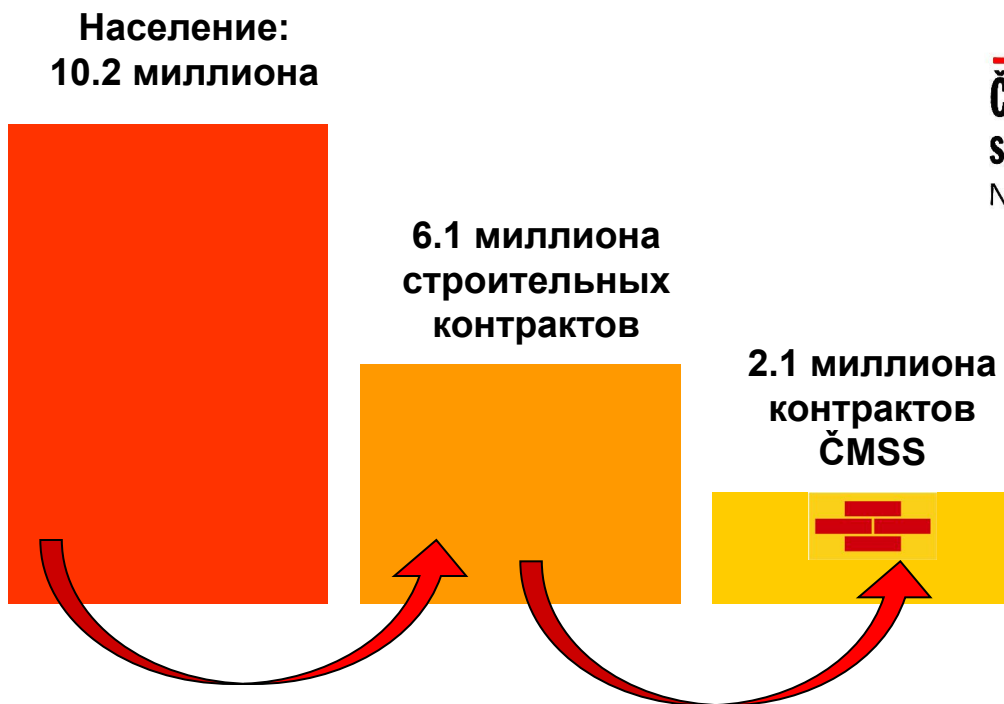 Население:
10.2 миллиона
6.1 миллиона
строительных
контрактов
2.1 миллиона
контрактов
ČMSS